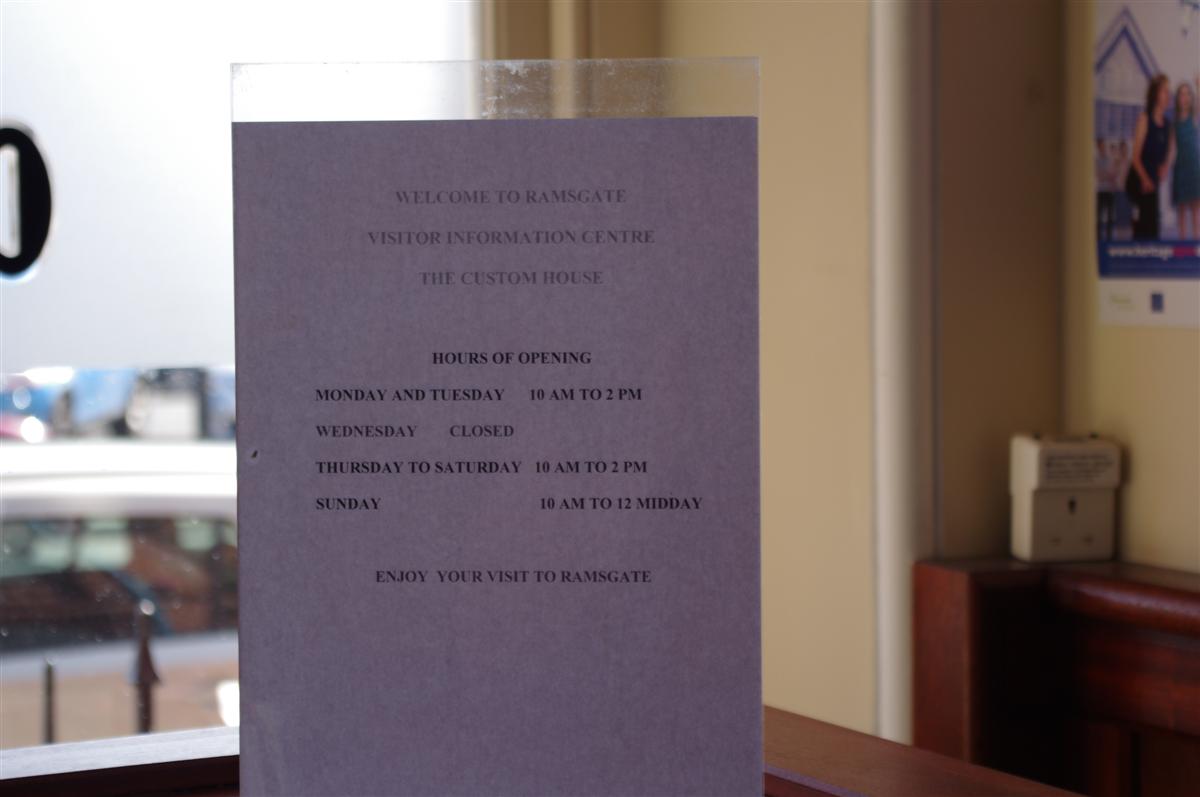 WELCOME TO RAMSGATE
VISITOR INFORMATION CENTRE
THE CUSTOM HOUSE
HOURS OF OPENING
MONDAY AND TUESDAY 10 AM TO 2 PM
WEDNESDAY CLOSED
THURSDAY TO SATURDAY 10 AM TO 2 PM
SUNDAY 10 AM TO 12 MIDDAY
ENJOY YOUR VISIT TO RAMSGATE